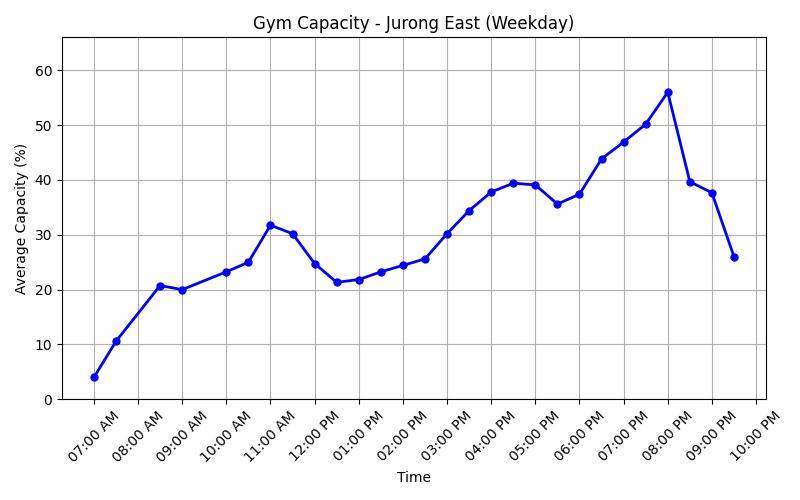 Gym Capacity - Jurong East (Weekday)
Average Capacity (%)
60
50
40
30
20
10
0
07:00 AM
08:00 AM
09:00 AM
10:00 AM
11:00 AM
12:00 PM
01:00 PM
02:00 PM
03:00 PM
04:00 PM
05:00 PM
06:00 PM
07:00 PM
08:00 PM
09:00 PM
10:00 PM
Time